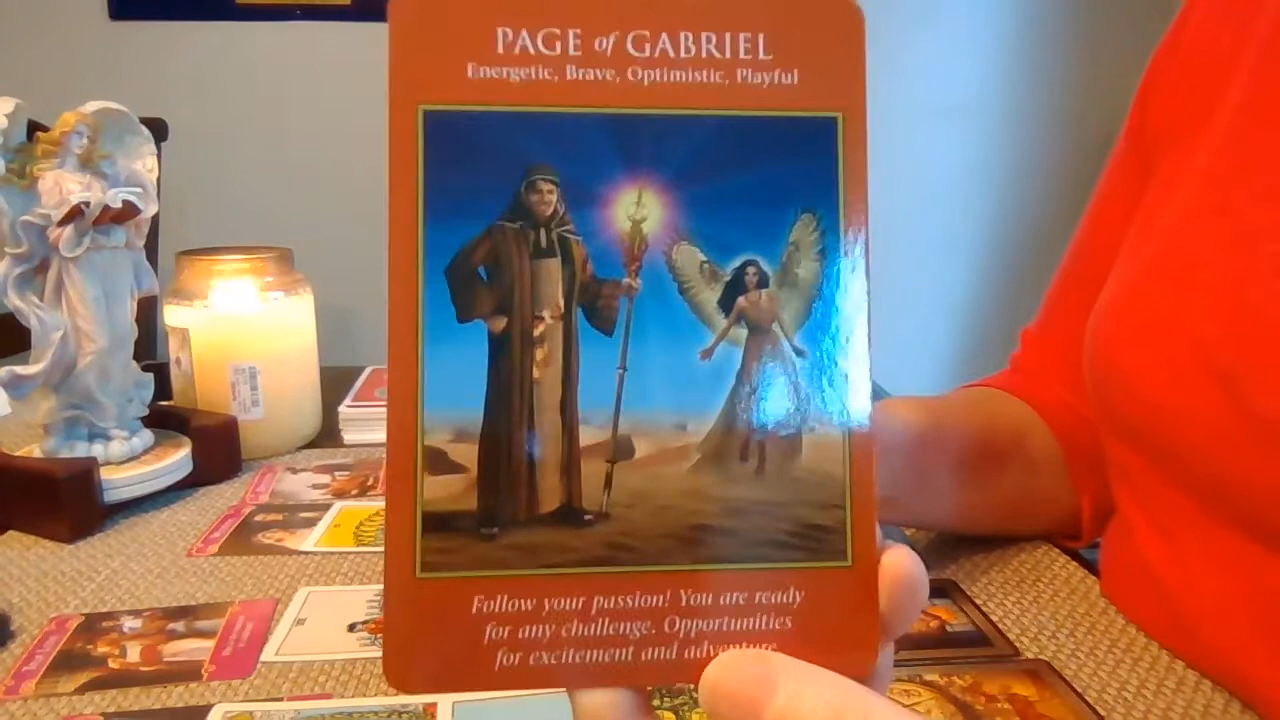 PAGE of GABRIEL
Energetic, Brave, Optimistic, Playful
Follow your passion! You are ready
for any challenge. Opportunities
for excitement and adventure